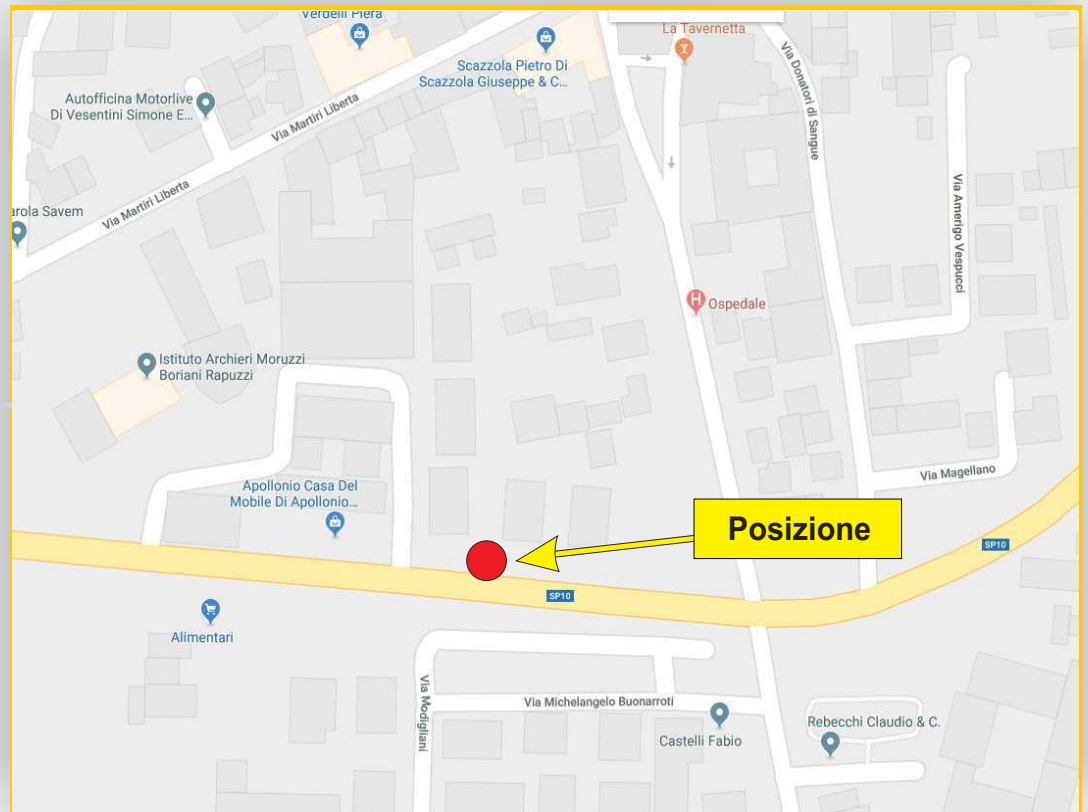 Verdelli Piera
La Tavernetta
Scazzola Pietro Di
Scazzola Giuseppe & C...
Via Donatori di Sangue
Autofficina Motorlive
Di Vesentini Simone E...
Via Martiri Liberta
Via Martiri Liberta
arola Savem
Via Amerigo Vespucci
Ospedale
H
Istituto Archieri Moruzzi
Boriani Rapuzzi
Via Magellano
Apollonio Casa Del
Mobile Di Apollonio...
Posizione
SP10
SP10
Alimentari
Via Modigliani
Via Michelangelo Buonarroti
Castelli Fabio
Rebecchi Claudio & C.